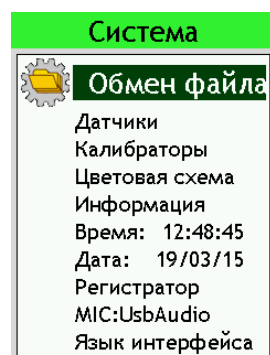 Система
Обмен файла
Датчики
Калибраторы
Цветовая схема
Информация
Время: 12:48:45
Дата: 19/03/15
Регистратор
MIC:UsbAudio
Язык интерфейса